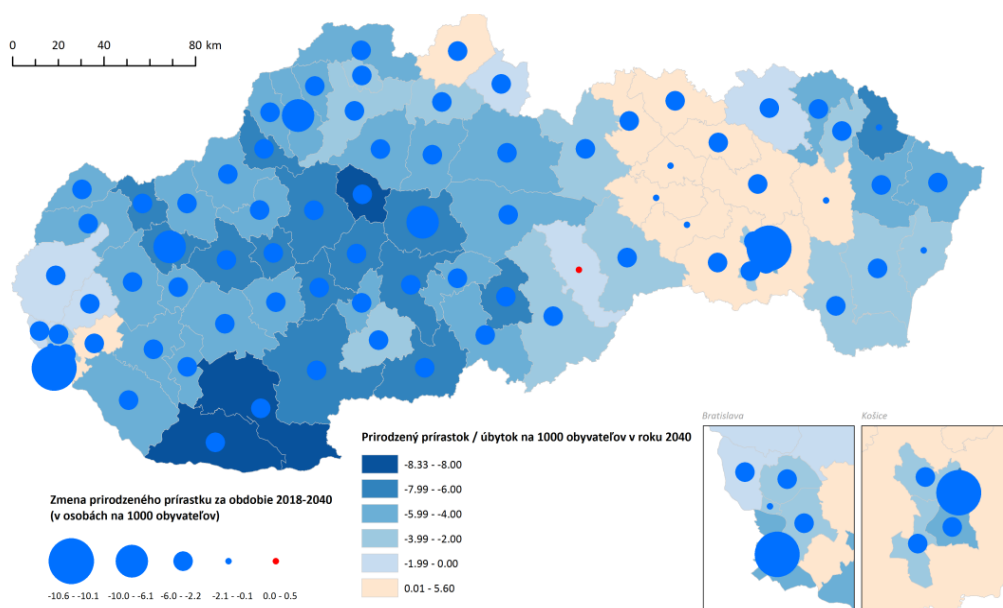 0 20 40 80 km
Bratislava
Košice
Prirodzený prírastok / úbytok na 1000 obyvateľov v roku 2040
-8.33 - -8.00
-7.99 - -6.00
-5.99 - -4.00
-3.99 - -2.00
-1.99 - 0.00
0.01 - 5.60
Zmena prirodzeného prírastku za obdobie 2018-2040
(v osobách na 1000 obyvateľov)
-10.6 - -10.1 -10.0 - -6.1 -6.0 - -2.2 -2.1 - -0.1 0.0 - 0.5